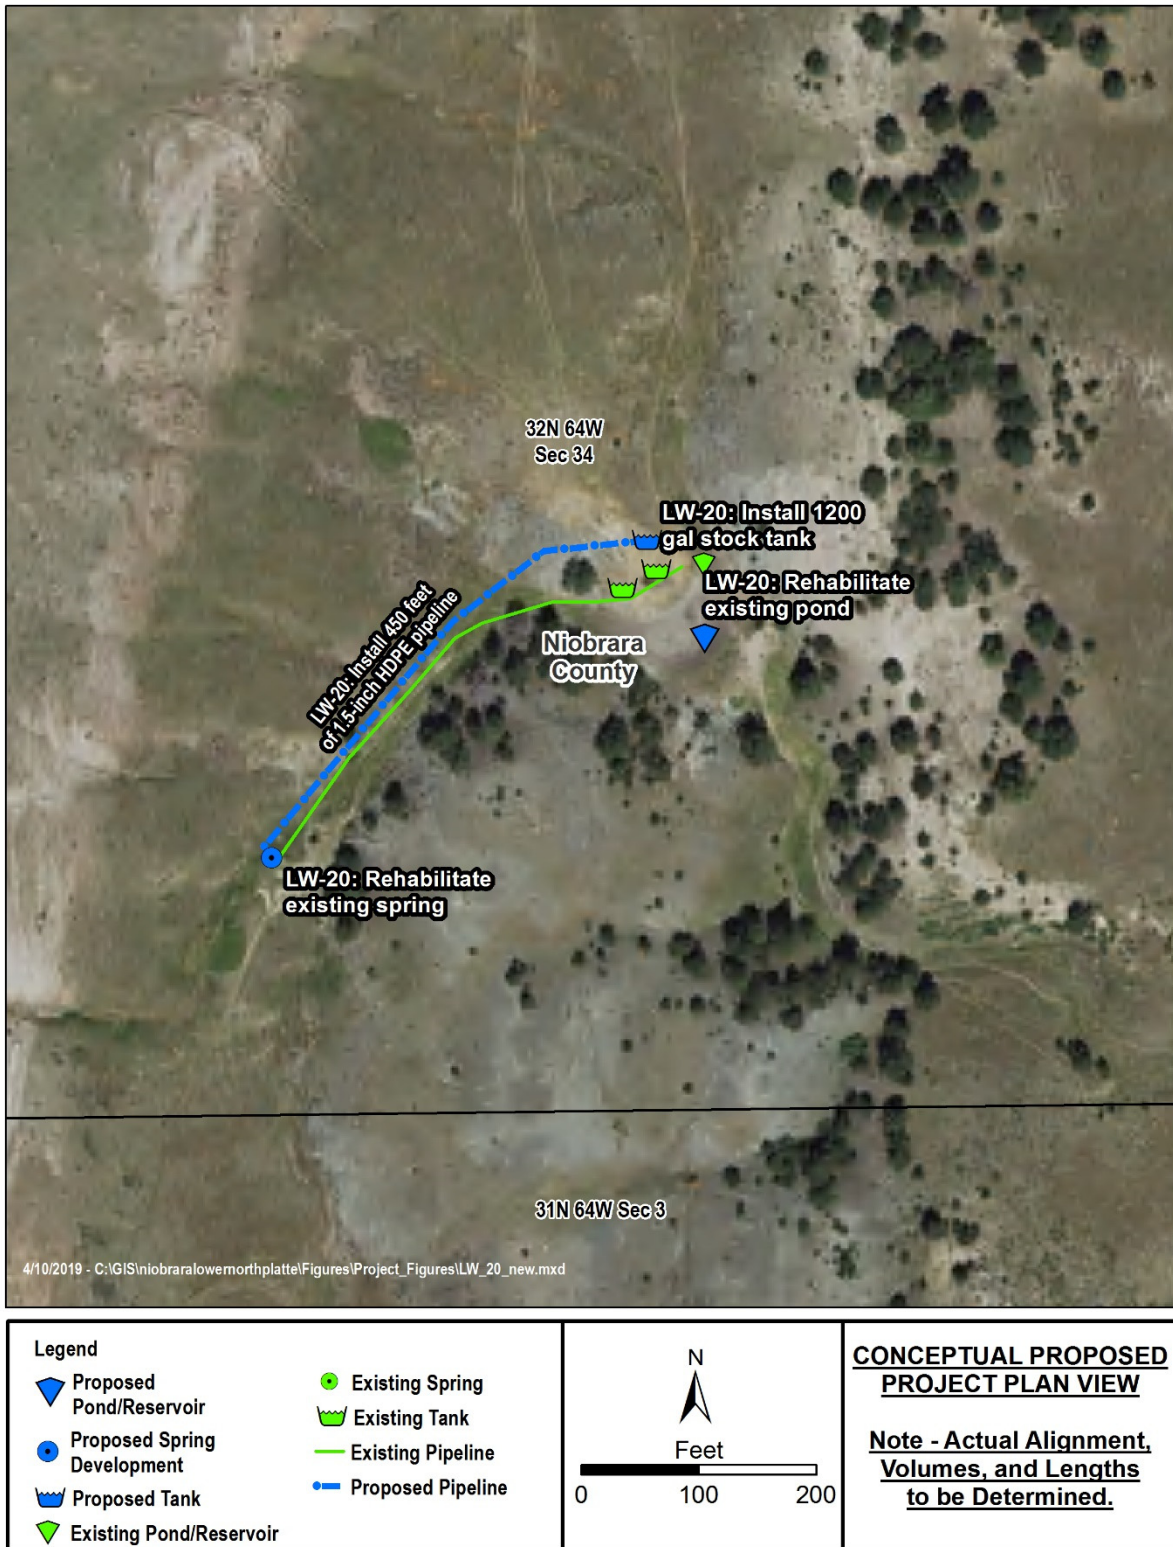 32N 64W
Sec 34
LW-20: Install 1200
gal stock tank
LW-20: Rehabilitate
existing pond
Niobrara
County
LW-20: Install 450 feet
of 1.5-inch HDPE pipeline
LW-20: Rehabilitate
existing spring
31N 64W Sec 3
4/10/2019 - C:\GIS\niobraralowernorthplatte\Figures\Project_Figures\LW_20_new.mxd
Legend
Proposed
Pond/Reservoir
Proposed Spring
Development
Proposed Tank
Existing Pond/Reservoir
Existing Spring
Existing Tank
Existing Pipeline
Proposed Pipeline
N
Feet
0 100 200
CONCEPTUAL PROPOSED
PROJECT PLAN VIEW
Note - Actual Alignment,
Volumes, and Lengths
to be Determined.